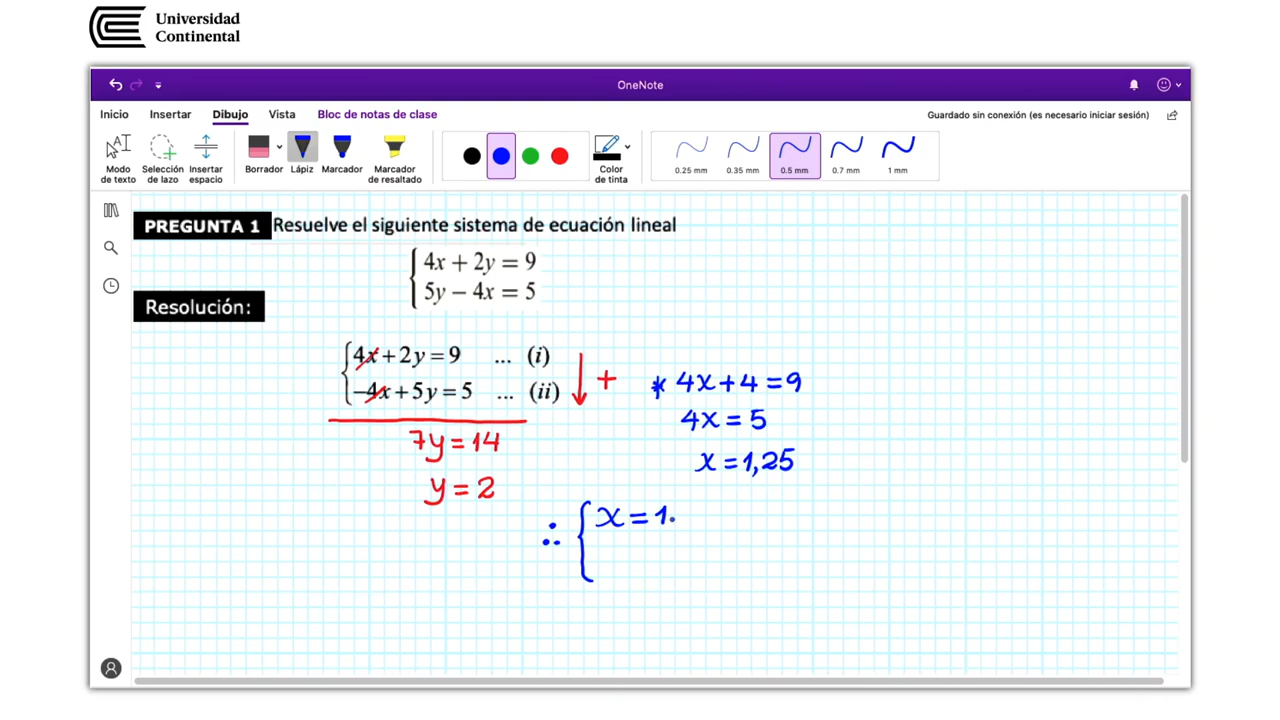 Universidad
Continental
OneNote
Inicio Insertar Dibujo Vista Bloc de notas de clase Guardado sin conexión (es necesario iniciar sesión)
Modo de texto Selección de lazo Insertar espacio Borrador Lápiz Marcador Marcador de resaltado Color de tinta 0.25 mm 0.35 mm 0.5 mm 0.7 mm 1 mm
PREGUNTA 1 Resuelve el siguiente sistema de ecuación lineal
4x + 2y = 9
5y − 4x = 5
Resolución:
4x + 2y = 9 ... (i)
−4x + 5y = 5 ... (ii)
+
7y = 14
y = 2
* 4x + 4 = 9
4x = 5
x = 1,25
∴ { x = 1.